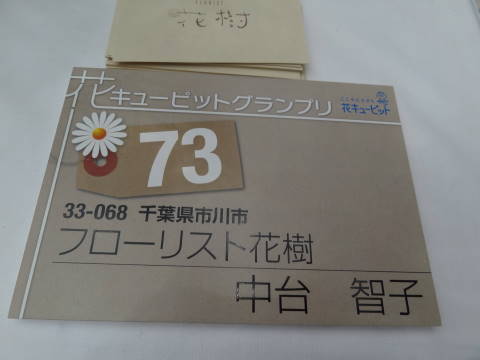 FLORIST
花樹
花キューピットグランプリ
花キューピット
73
33-068 千葉県市川市
フローリスト花樹
中台 智子